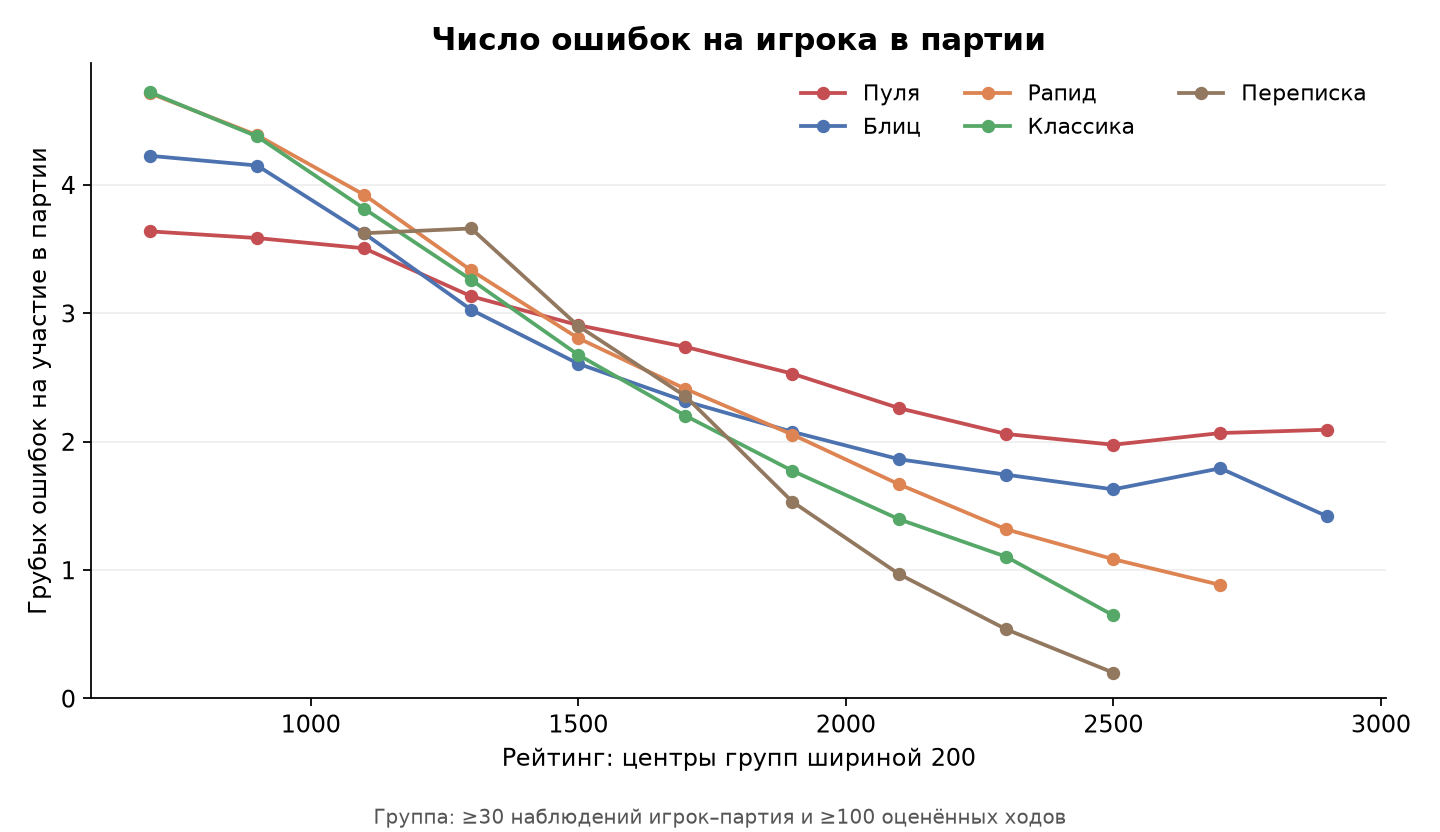 Число ошибок на игрока в партии
Пуля
Блиц
Рапид
Классика
Переписка
Грубых ошибок на участие в партии
4
3
2
1
0
1000
1500
2000
2500
3000
Рейтинг: центры групп шириной 200
Группа: ≥30 наблюдений игрок–партия и ≥100 оценённых ходов